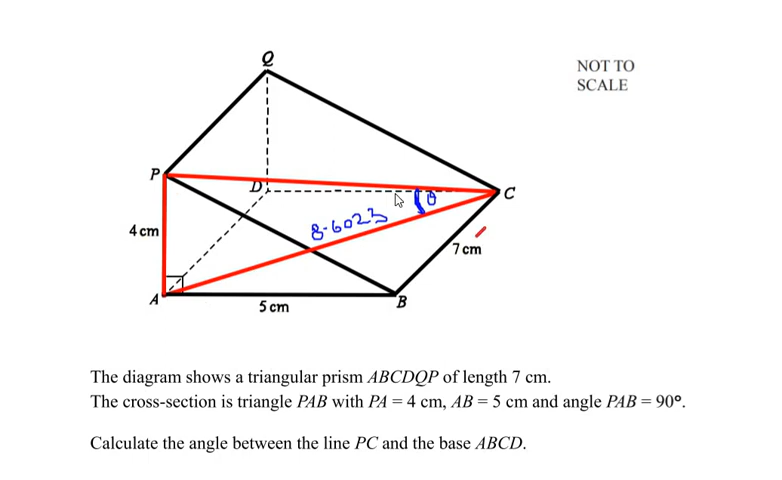 Q
NOT TO
SCALE
P
D
θ
C
4 cm
8.6023
7 cm
A
B
5 cm
The diagram shows a triangular prism ABCDQP of length 7 cm.
The cross-section is triangle PAB with PA = 4 cm, AB = 5 cm and angle PAB = 90°.
Calculate the angle between the line PC and the base ABCD.